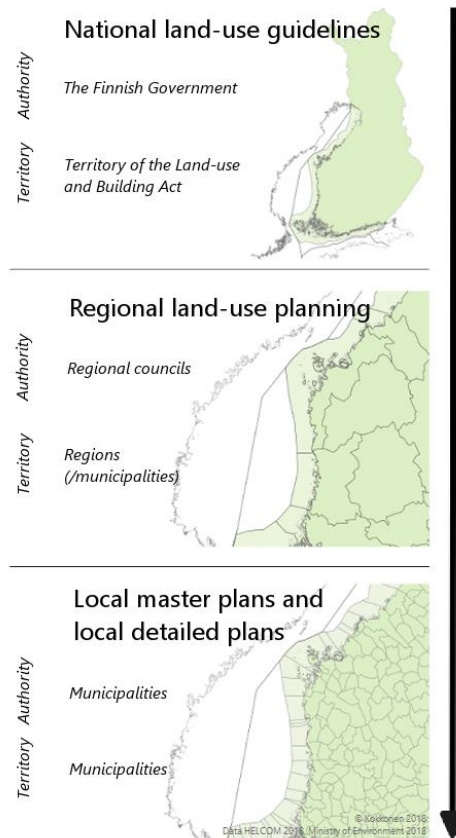 National land-use guidelines
Authority
The Finnish Government
Territory
Territory of the Land-use
and Building Act
Regional land-use planning
Authority
Regional councils
Territory
Regions
(/municipalities)
Local master plans and
local detailed plans
Authority
Municipalities
Territory
Municipalities
© Kokkonen 2018
Data HELCOM 2018, Ministry of Environment 2018